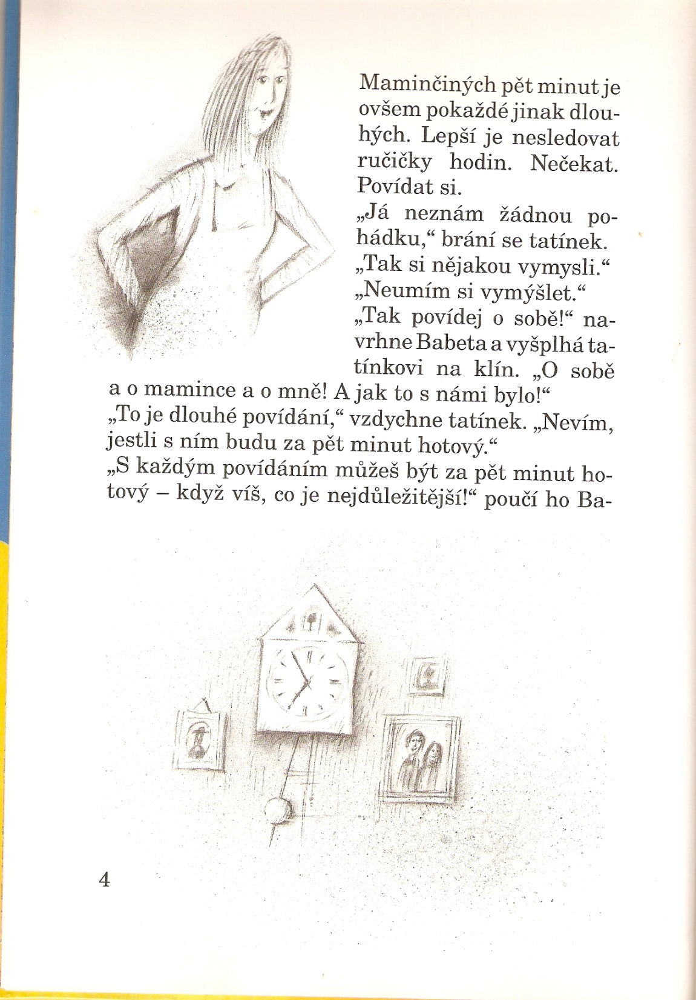 Maminčiných pět minut je
ovšem pokaždé jinak dlou-
hých. Lepší je nesledovat
ručičky hodin. Nečekat.
Povídat si.
„Já neznám žádnou po-
hádku,“ brání se tatínek.
„Tak si nějakou vymysli.“
„Neumím si vymýšlet.“
„Tak povídej o sobě!“ na-
vrhne Babeta a vyšplhá ta-
tínkovi na klín. „O sobě
a o mamince a o mně! A jak to s námi bylo!“
„To je dlouhé povídání,“ vzdychne tatínek. „Nevím,
jestli s ním budu za pět minut hotový.“
„S každým povídáním můžeš být za pět minut ho-
tový – když víš, co je nejdůležitější!“ poučí ho Ba-
4